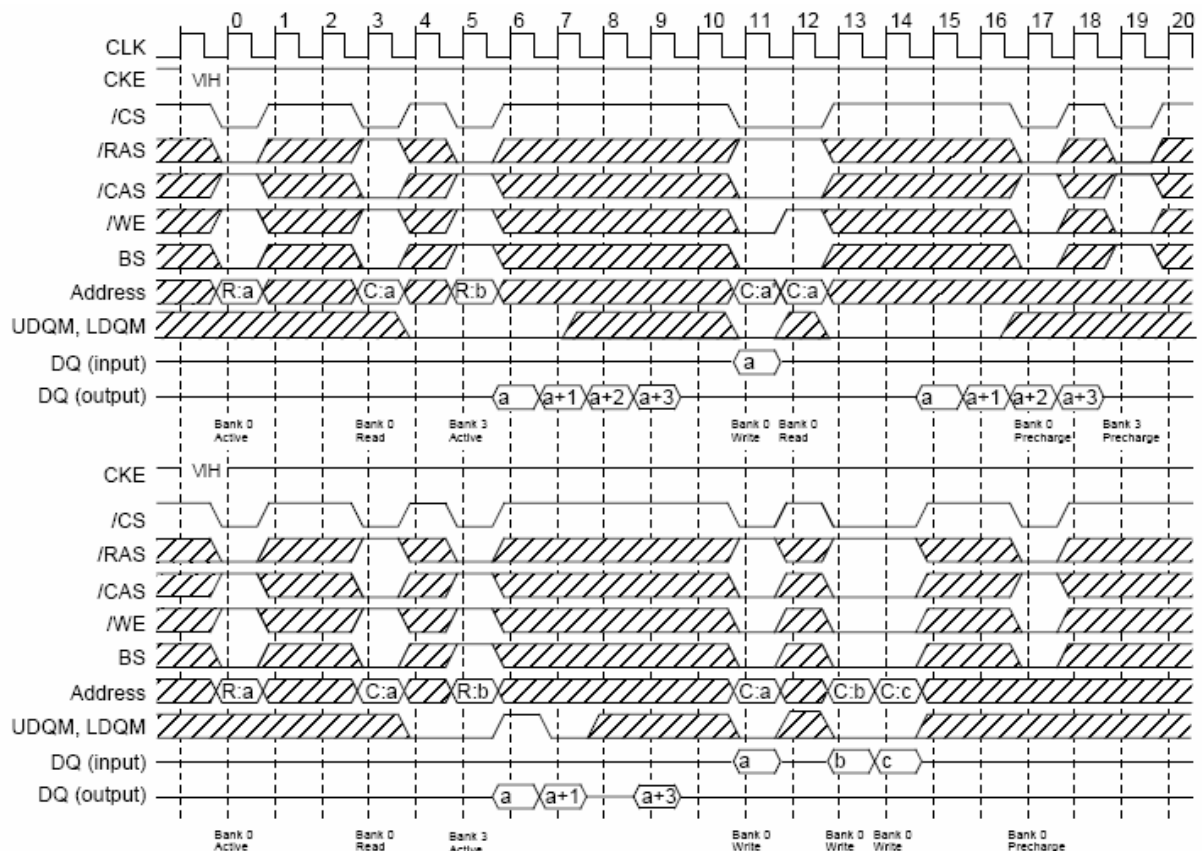 0 1 2 3 4 5 6 7 8 9 10 11 12 13 14 15 16 17 18 19 20
CLK
CKE VIH
/CS
/RAS
/CAS
/WE
BS
Address R:a C:a R:b C:a' C:a
UDQM, LDQM
DQ (input) a
DQ (output) a a+1 a+2 a+3 a a+1 a+2 a+3
Bank 0 Bank 0 Bank 3 Bank 0 Bank 0 Bank 0 Bank 3
Active Read Active Write Read Precharge Precharge
CKE VIH
/CS
/RAS
/CAS
/WE
BS
Address R:a C:a R:b C:a C:b C:c
UDQM, LDQM
DQ (input) a b c
DQ (output) a a+1 a+3
Bank 0 Bank 0 Bank 3 Bank 0 Bank 0 Bank 0 Bank 0
Active Read Active Write Write Write Precharge